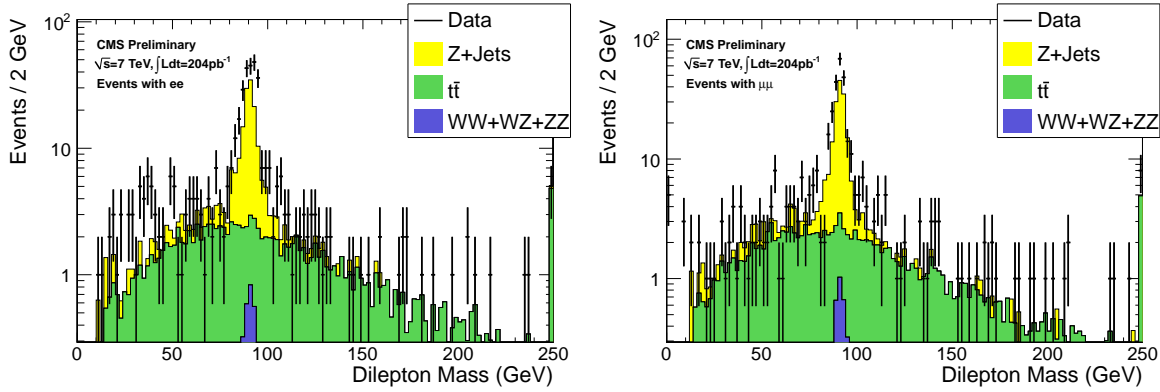 Events / 2 GeV
10²
10
1
CMS Preliminary
√s=7 TeV, ∫Ldt=204pb⁻¹
Events with ee
Data
Z+Jets
tt̄
WW+WZ+ZZ
0 50 100 150 200 250
Dilepton Mass (GeV)
Events / 2 GeV
10²
10
1
CMS Preliminary
√s=7 TeV, ∫Ldt=204pb⁻¹
Events with μμ
Data
Z+Jets
tt̄
WW+WZ+ZZ
0 50 100 150 200 250
Dilepton Mass (GeV)